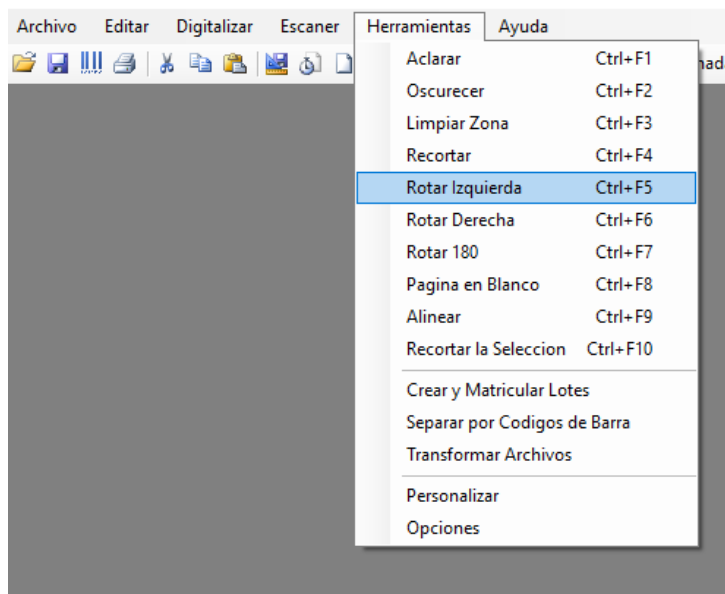 Archivo Editar Digitalizar Escaner Herramientas Ayuda
Aclarar Ctrl+F1
Oscurecer Ctrl+F2
Limpiar Zona Ctrl+F3
Recortar Ctrl+F4
Rotar Izquierda Ctrl+F5
Rotar Derecha Ctrl+F6
Rotar 180 Ctrl+F7
Pagina en Blanco Ctrl+F8
Alinear Ctrl+F9
Recortar la Seleccion Ctrl+F10
Crear y Matricular Lotes
Separar por Codigos de Barra
Transformar Archivos
Personalizar
Opciones